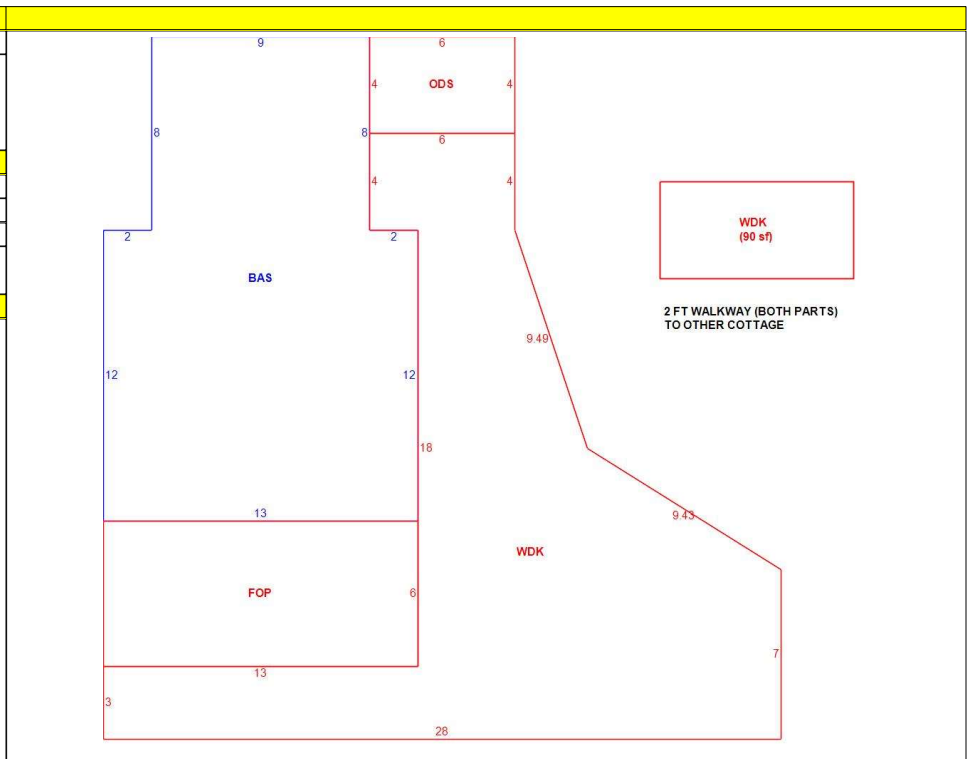 9
6
4
ODS
4
8
8
6
4
4
2
2
WDK
(90 sf)
BAS
2 FT WALKWAY (BOTH PARTS)
TO OTHER COTTAGE
9.49
12
12
18
13
9.43
WDK
FOP
6
7
13
3
28